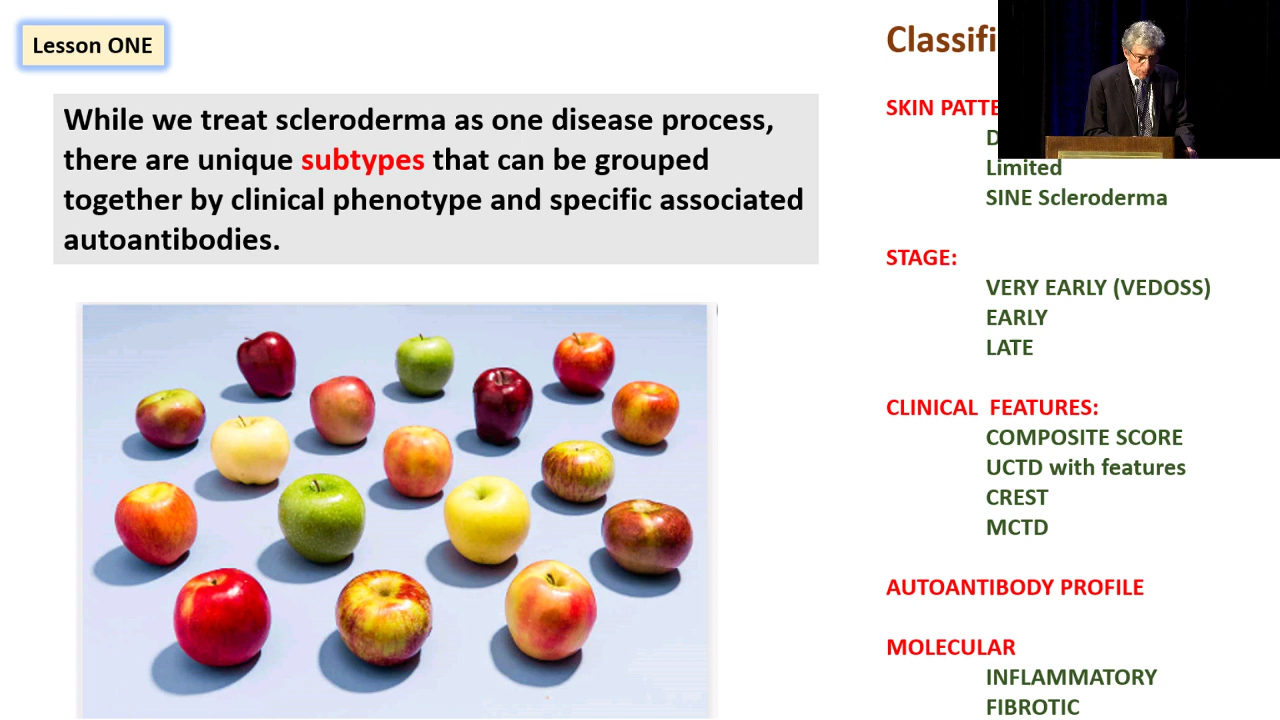 Lesson ONE
While we treat scleroderma as one disease process,
there are unique subtypes that can be grouped
together by clinical phenotype and specific associated
autoantibodies.
SKIN
Limited
SINE Scleroderma
STAGE:
VERY EARLY (VEDOSS)
EARLY
LATE
CLINICAL FEATURES:
COMPOSITE SCORE
UCTD with features
CREST
MCTD
AUTOANTIBODY PROFILE
MOLECULAR
INFLAMMATORY
FIBROTIC